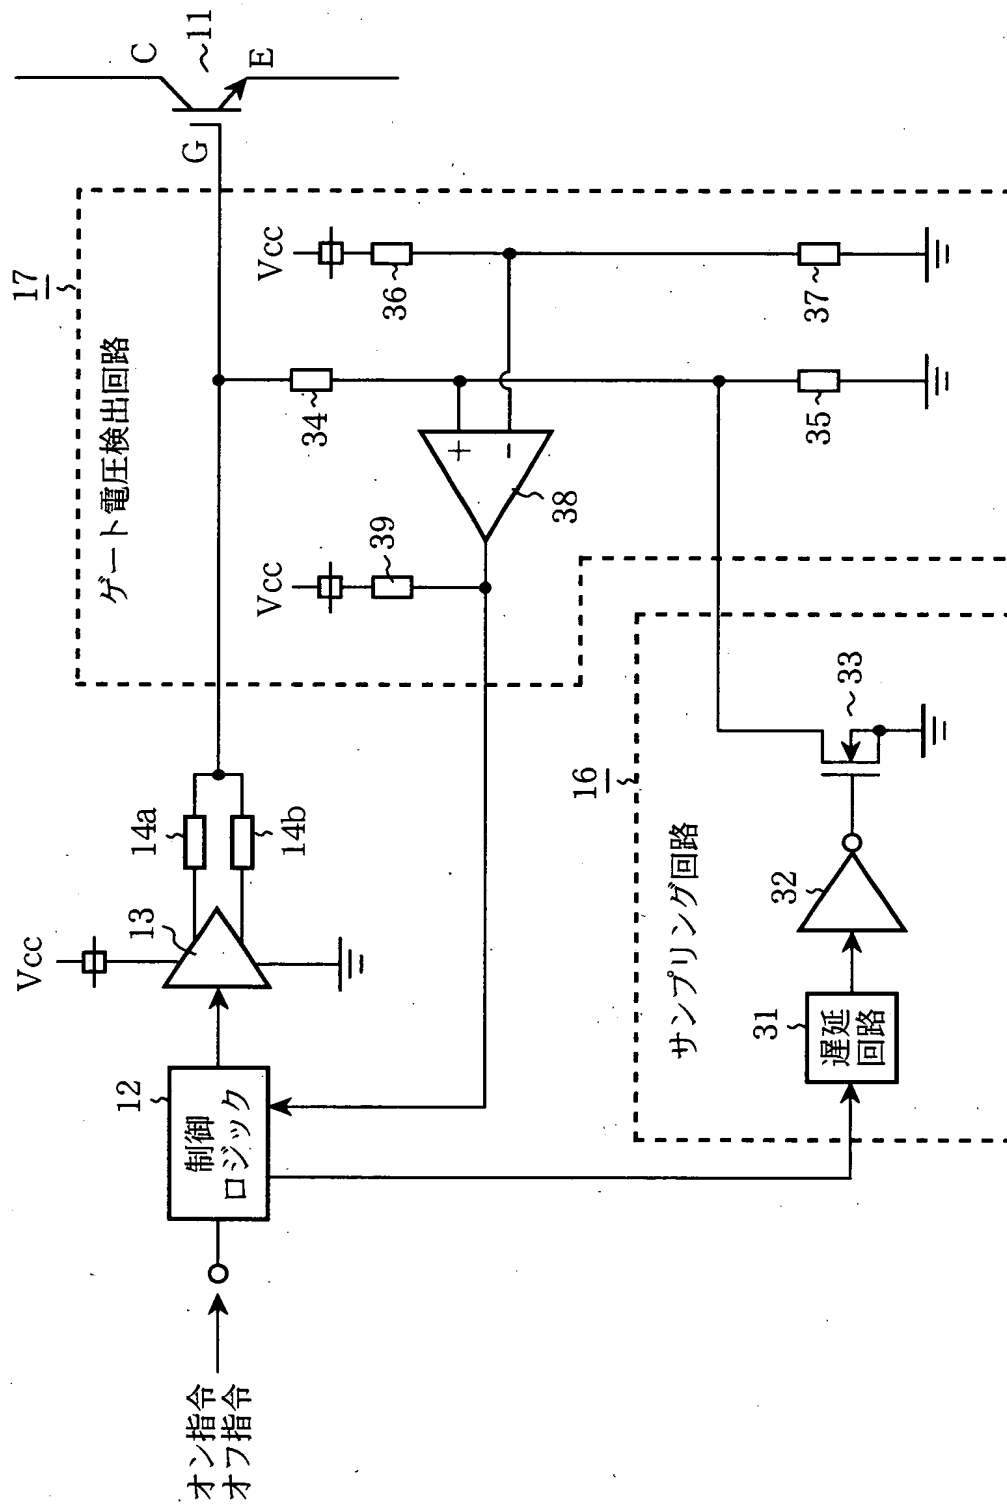 オン指令
オフ指令
12
制御
ロジック
Vcc
13
14a
14b
17
ゲート電圧検出回路
Vcc
39
38
+
-
34
35
Vcc
36
37
G
C
E
11
16
サンプリング回路
31
遅延
回路
32
33